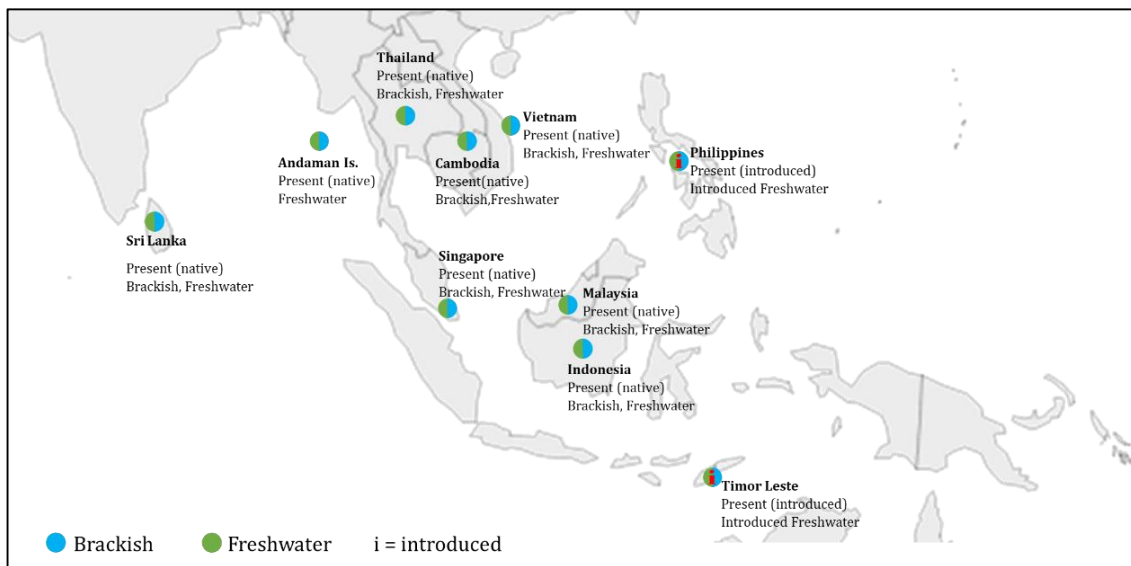 Thailand
Present (native)
Brackish, Freshwater
Vietnam
Present (native)
Brackish, Freshwater
Andaman Is.
Present (native)
Freshwater
Cambodia
Present(native)
Brackish,Freshwater
i
Philippines
Present (introduced)
Introduced Freshwater
Sri Lanka
Present (native)
Brackish, Freshwater
Singapore
Present (native)
Brackish, Freshwater
Malaysia
Present (native)
Brackish, Freshwater
Indonesia
Present (native)
Brackish, Freshwater
i
Timor Leste
Present (introduced)
Introduced Freshwater
Brackish
Freshwater
i = introduced